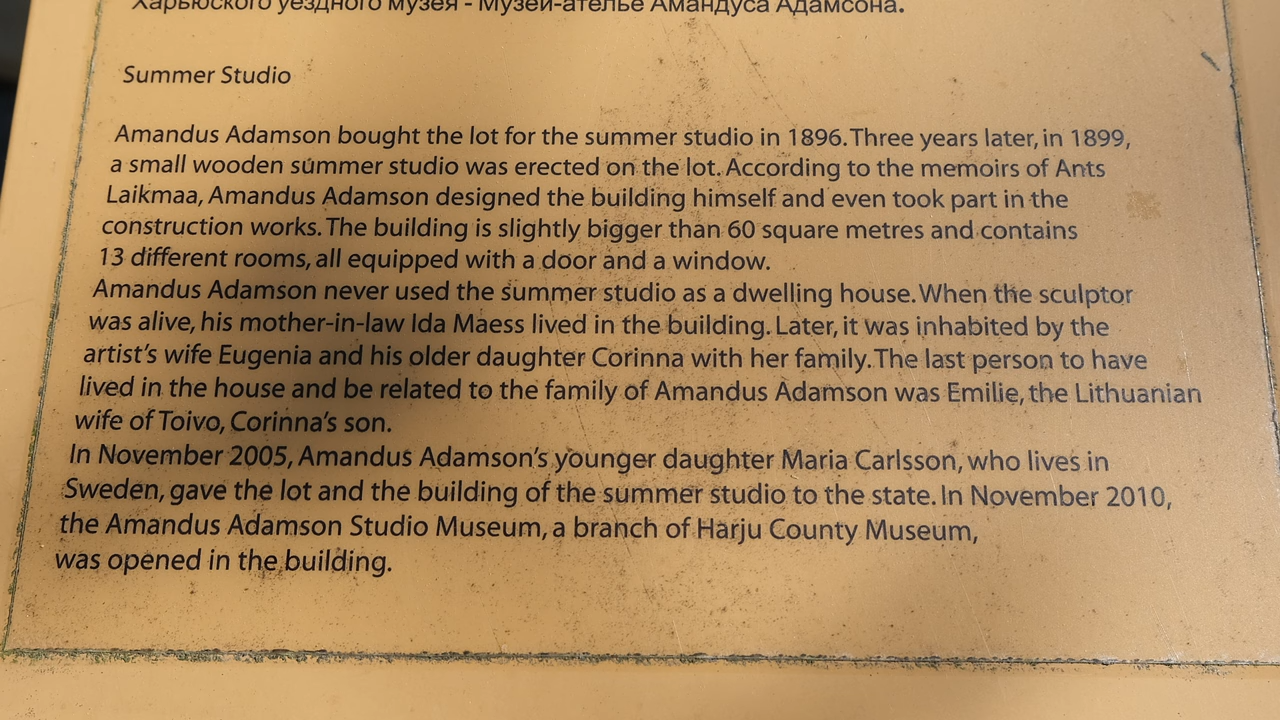 Харьюского уездного музея - Музей-ателье Амандуса Адамсона.
Summer Studio
Amandus Adamson bought the lot for the summer studio in 1896. Three years later, in 1899,
a small wooden summer studio was erected on the lot. According to the memoirs of Ants
Laikmaa, Amandus Adamson designed the building himself and even took part in the
construction works. The building is slightly bigger than 60 square metres and contains
13 different rooms, all equipped with a door and a window.
Amandus Adamson never used the summer studio as a dwelling house. When the sculptor
was alive, his mother-in-law Ida Maess lived in the building. Later, it was inhabited by the
artist's wife Eugenia and his older daughter Corinna with her family. The last person to have
lived in the house and be related to the family of Amandus Adamson was Emilie, the Lithuanian
wife of Toivo, Corinna's son.
In November 2005, Amandus Adamson's younger daughter Maria Carlsson, who lives in
Sweden, gave the lot and the building of the summer studio to the state. In November 2010,
the Amandus Adamson Studio Museum, a branch of Harju County Museum,
was opened in the building.